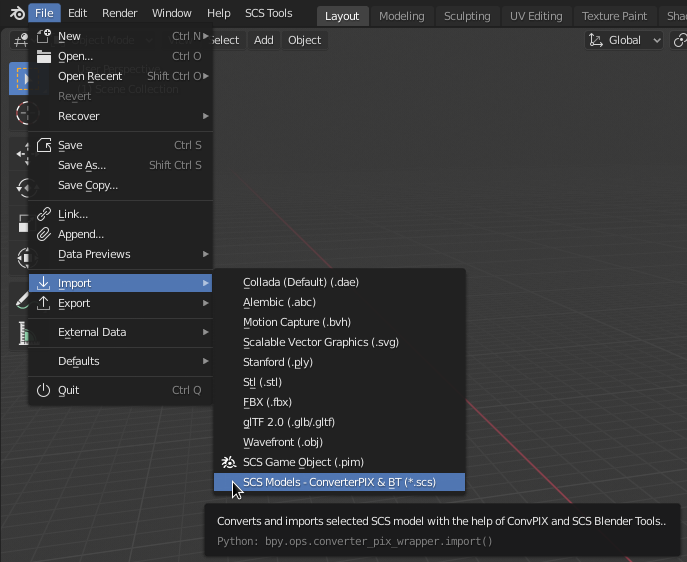 File Edit Render Window Help SCS Tools Layout Modeling Sculpting UV Editing Texture Paint Sha
Select Add Object Global
New Ctrl N
Open... Ctrl O
Open Recent Shift Ctrl O
Revert
Recover
Save Ctrl S
Save As... Shift Ctrl S
Save Copy...
Link...
Append...
Data Previews
Import
Export
External Data
Defaults
Quit Ctrl Q
Collada (Default) (.dae)
Alembic (.abc)
Motion Capture (.bvh)
Scalable Vector Graphics (.svg)
Stanford (.ply)
Stl (.stl)
FBX (.fbx)
glTF 2.0 (.glb/.gltf)
Wavefront (.obj)
SCS Game Object (.pim)
SCS Models - ConverterPIX & BT (*.scs)
Converts and imports selected SCS model with the help of ConvPIX and SCS Blender Tools..
Python: bpy.ops.converter_pix_wrapper.import()